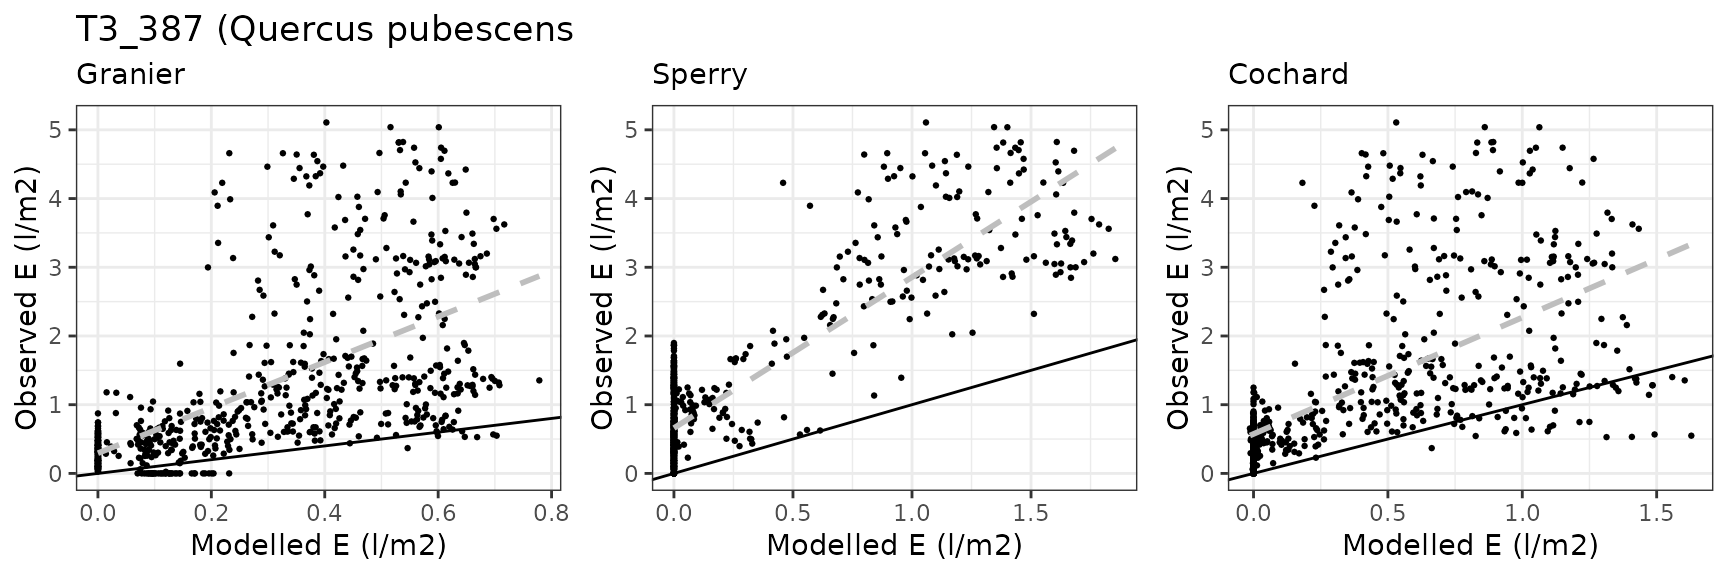 T3_387 (Quercus pubescens
Granier
Sperry
Cochard
Observed E (l/m2)
5
4
3
2
1
0
0.0 0.2 0.4 0.6 0.8
Modelled E (l/m2)
Observed E (l/m2)
5
4
3
2
1
0
0.0 0.5 1.0 1.5
Modelled E (l/m2)
Observed E (l/m2)
5
4
3
2
1
0
0.0 0.5 1.0 1.5
Modelled E (l/m2)